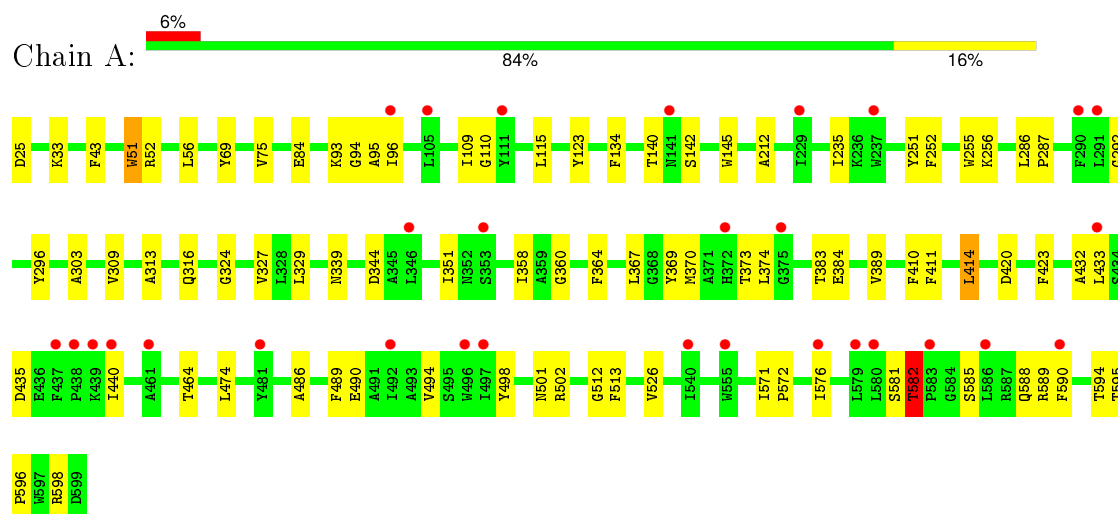 6%
Chain A:
84% 16%
D25 K33 F43 W51 R52 L56 Y69 V75 E84 K93 G94 A95 I96 L105 I109 G110 Y111 L115 Y123 F134 T140 N141 S142 W145 A212 I229 I235 K236 W237 Y251 F252 W255 K256 L286 P287 F290 L291
Y296 A303 V309 A313 Q316 G324 V327 L328 L329 N339 D344 A345 L346 I351 N352 S353 I358 A359 G360 F364 L367 G368 Y369 M370 A371 H372 T373 L374 G375 T383 E384 V389 F410 F411 L414 D420 F423 A432 L433
D435 E436 F437 P438 K439 I440 A461 T464 L474 Y481 A486 F489 E490 A491 I492 A493 V494 S495 W496 I497 Y498 N501 R502 G512 F513 V526 I540 W555 I571 P572 I576 L579 L580 S581 T582 P583 G584 S585 L586 R587 Q588 R589 F590 T594
P596 W597 R598 D599